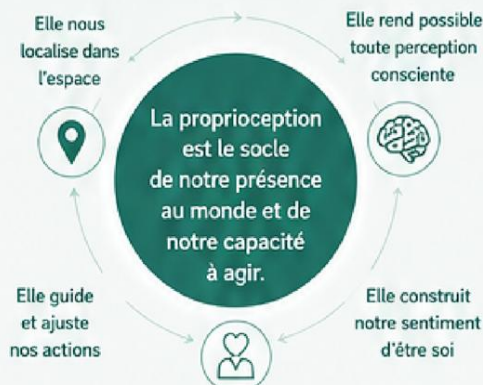 Elle nous
localise dans
l'espace
Elle rend possible
toute perception
consciente
La proprioception
est le socle
de notre présence
au monde et de
notre capacité
à agir.
Elle guide
et ajuste
nos actions
Elle construit
notre sentiment
d'être soi